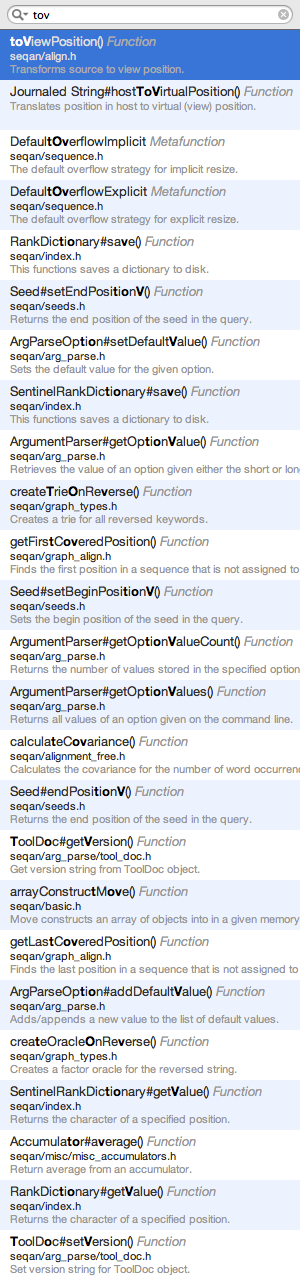 tov
toViewPosition() Function
seqan/align.h
Transforms source to view position.
Journaled String#hostToVirtualPosition() Function
Translates position in host to virtual (view) position.
DefaultOverflowImplicit Metafunction
seqan/sequence.h
The default overflow strategy for implicit resize.
DefaultOverflowExplicit Metafunction
seqan/sequence.h
The default overflow strategy for explicit resize.
RankDictionary#save() Function
seqan/index.h
This functions saves a dictionary to disk.
Seed#setEndPositionV() Function
seqan/seeds.h
Returns the end position of the seed in the query.
ArgParseOption#setDefaultValue() Function
seqan/arg_parse.h
Sets the default value for the given option.
SentinelRankDictionary#save() Function
seqan/index.h
This functions saves a dictionary to disk.
ArgumentParser#getOptionValue() Function
seqan/arg_parse.h
Retrieves the value of an option given either the short or lon
createTrieOnReverse() Function
seqan/graph_types.h
Creates a trie for all reversed keywords.
getFirstCoveredPosition() Function
seqan/graph_align.h
Finds the first position in a sequence that is not assigned to
Seed#setBeginPositionV() Function
seqan/seeds.h
Sets the begin position of the seed in the query.
ArgumentParser#getOptionValueCount() Function
seqan/arg_parse.h
Returns the number of values stored in the specified option
ArgumentParser#getOptionValues() Function
seqan/arg_parse.h
Returns all values of an option given on the command line.
calculateCovariance() Function
seqan/alignment_free.h
Calculates the covariance for the number of word occurrenc
Seed#endPositionV() Function
seqan/seeds.h
Returns the end position of the seed in the query.
ToolDoc#getVersion() Function
seqan/arg_parse/tool_doc.h
Get version string from ToolDoc object.
arrayConstructMove() Function
seqan/basic.h
Move constructs an array of objects into in a given memory
getLastCoveredPosition() Function
seqan/graph_align.h
Finds the last position in a sequence that is not assigned to
ArgParseOption#addDefaultValue() Function
seqan/arg_parse.h
Adds/appends a new value to the list of default values.
createOracleOnReverse() Function
seqan/graph_types.h
Creates a factor oracle for the reversed string.
SentinelRankDictionary#getValue() Function
seqan/index.h
Returns the character of a specified position.
Accumulator#average() Function
seqan/misc/misc_accumulators.h
Return average from an accumulator.
RankDictionary#getValue() Function
seqan/index.h
Returns the character of a specified position.
ToolDoc#setVersion() Function
seqan/arg_parse/tool_doc.h
Set version string for ToolDoc object.